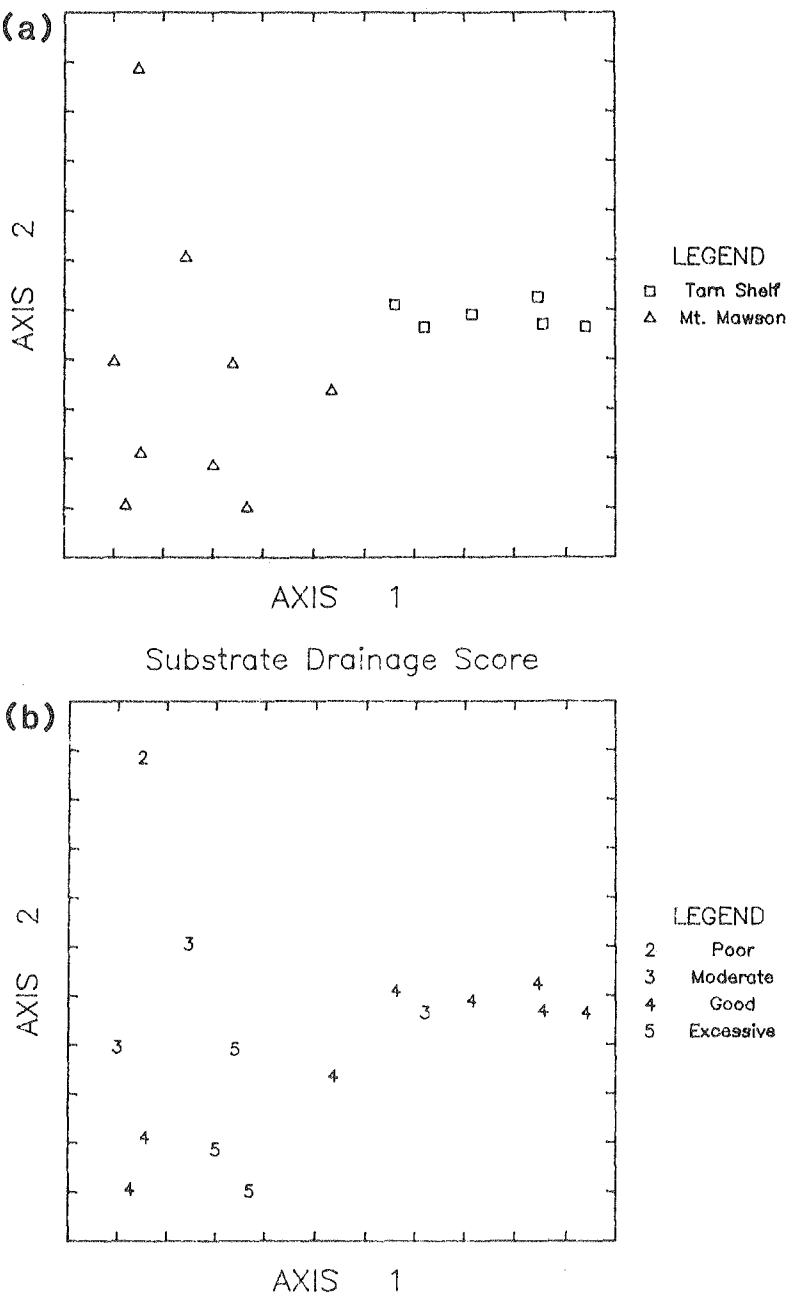 (a)
AXIS 2
LEGEND
Tarn Shelf
Mt. Mawson
AXIS 1
Substrate Drainage Score
(b)
2
3
4
4
4
3
4
4
4
3
5
4
4
5
4
5
AXIS 2
LEGEND
2 Poor
3 Moderate
4 Good
5 Excessive
AXIS 1